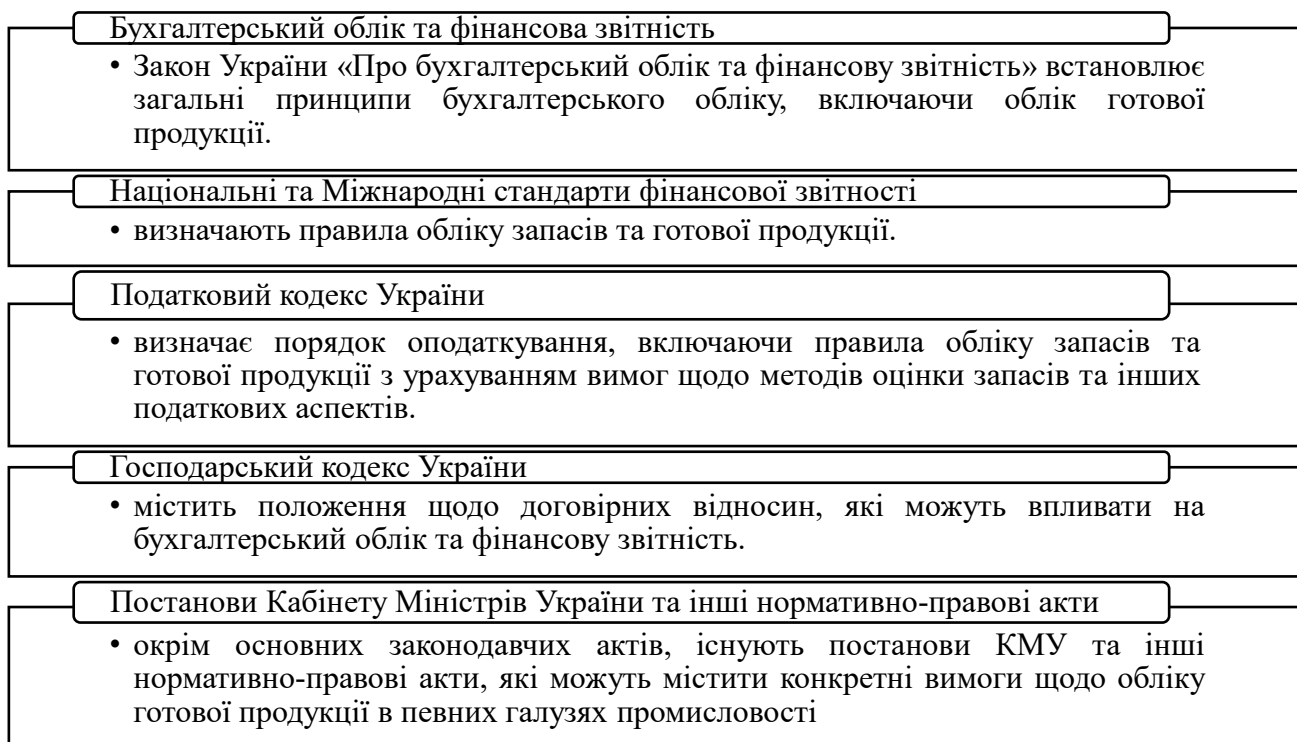 Бухгалтерський облік та фінансова звітність
• Закон України «Про бухгалтерський облік та фінансову звітність» встановлює
загальні принципи бухгалтерського обліку, включаючи облік готової
продукції.
Національні та Міжнародні стандарти фінансової звітності
• визначають правила обліку запасів та готової продукції.
Податковий кодекс України
• визначає порядок оподаткування, включаючи правила обліку запасів та
готової продукції з урахуванням вимог щодо методів оцінки запасів та інших
податкових аспектів.
Господарський кодекс України
• містить положення щодо договірних відносин, які можуть впливати на
бухгалтерський облік та фінансову звітність.
Постанови Кабінету Міністрів України та інші нормативно-правові акти
• окрім основних законодавчих актів, існують постанови КМУ та інші
нормативно-правові акти, які можуть містити конкретні вимоги щодо обліку
готової продукції в певних галузях промисловості